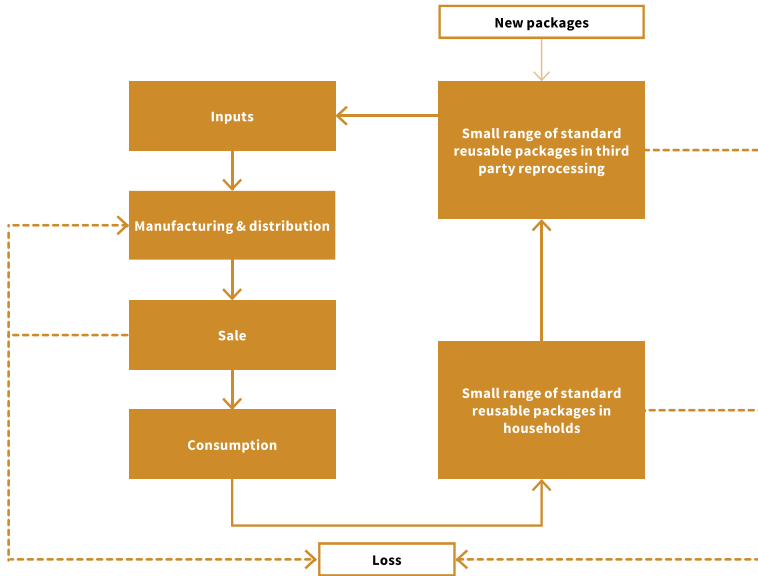 New packages
Inputs
Small range of standard
reusable packages in third
party reprocessing
Manufacturing & distribution
Sale
Small range of standard
reusable packages in
households
Consumption
Loss